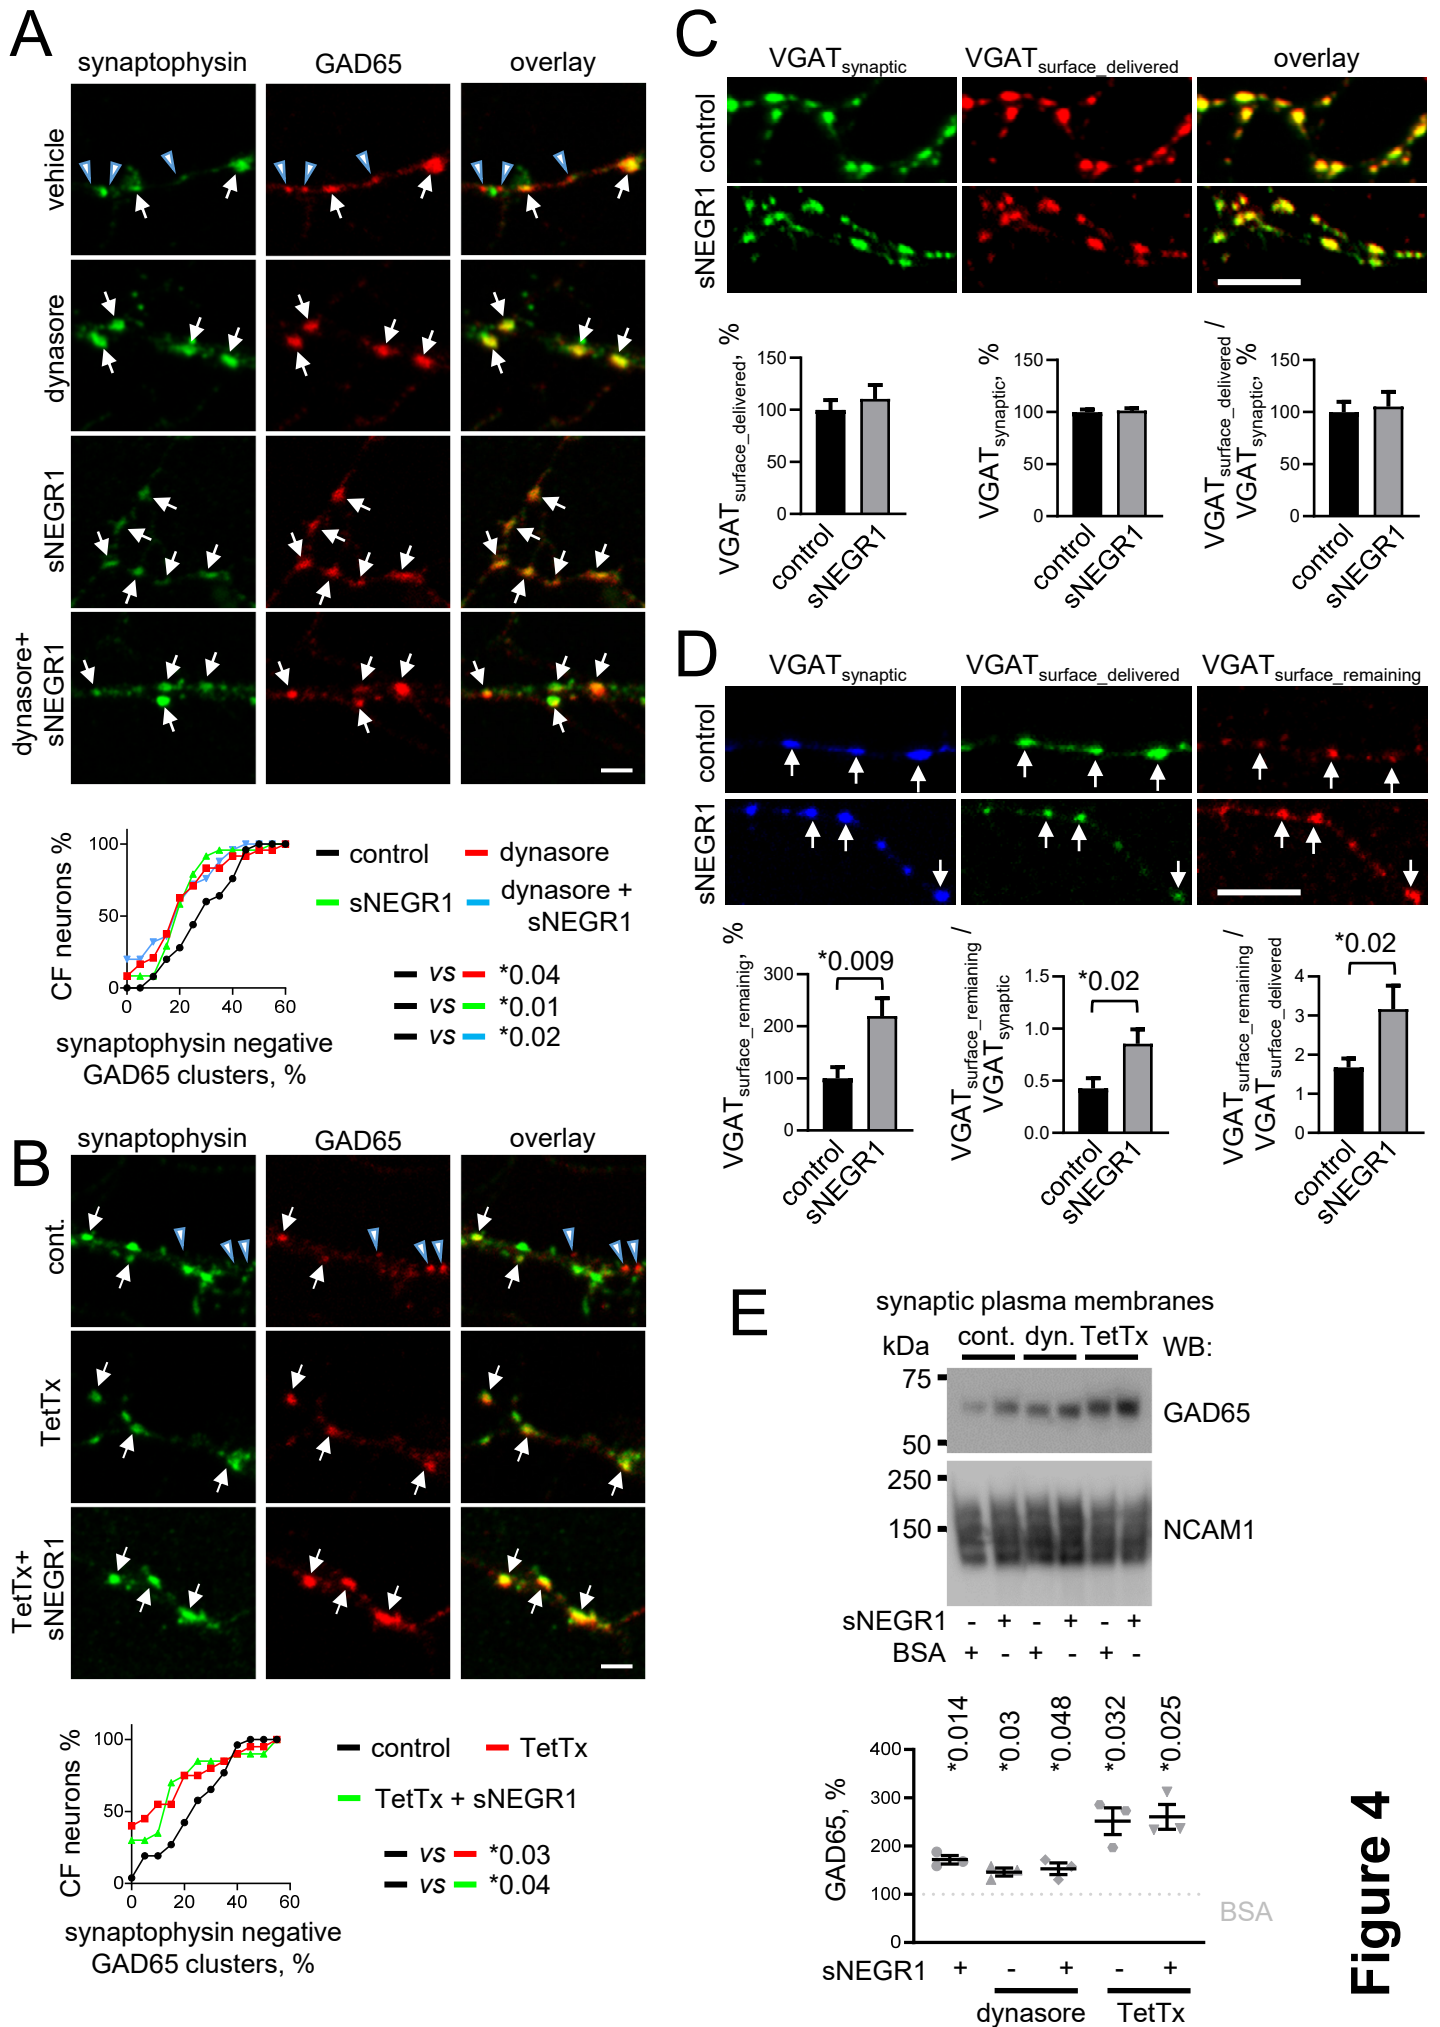 A
synaptophysin GAD65 overlay
vehicle
dynasore
sNEGR1
dynasore+
sNEGR1
CF neurons %
100
50
0
0 20 40 60
synaptophysin negative
GAD65 clusters, %
control dynasore
sNEGR1 dynasore +
sNEGR1
vs *0.04
vs *0.01
vs *0.02
B
synaptophysin GAD65 overlay
cont.
TetTx
TetTx+
sNEGR1
CF neurons %
100
50
0
0 20 40 60
synaptophysin negative
GAD65 clusters, %
control TetTx
TetTx + sNEGR1
vs *0.03
vs *0.04
C
VGATsynaptic VGATsurface_delivered overlay
control
sNEGR1
VGATsurface_delivered, %
150
100
50
0
control
sNEGR1
VGATsynaptic, %
150
100
50
0
control
sNEGR1
VGATsurface_delivered /
VGATsynaptic, %
150
100
50
0
control
sNEGR1
D
VGATsynaptic VGATsurface_delivered VGATsurface_remaining
control
sNEGR1
VGATsurface_remainig, %
300
200
100
0
*0.009
control
sNEGR1
VGATsurface_remianing /
VGATsynaptic
1.5
1.0
0.5
0.0
*0.02
control
sNEGR1
VGATsurface_remaining /
VGATsurface_delivered
4
3
2
1
0
*0.02
control
sNEGR1
E
synaptic plasma membranes
kDa cont. dyn. TetTx WB:
75
50
GAD65
250
150
NCAM1
sNEGR1 - + - + - +
BSA + - + - + -
GAD65, %
400
300
200
100
0
*0.014 *0.03 *0.048 *0.032 *0.025
BSA
sNEGR1 + - + - +
dynasore TetTx
Figure 4